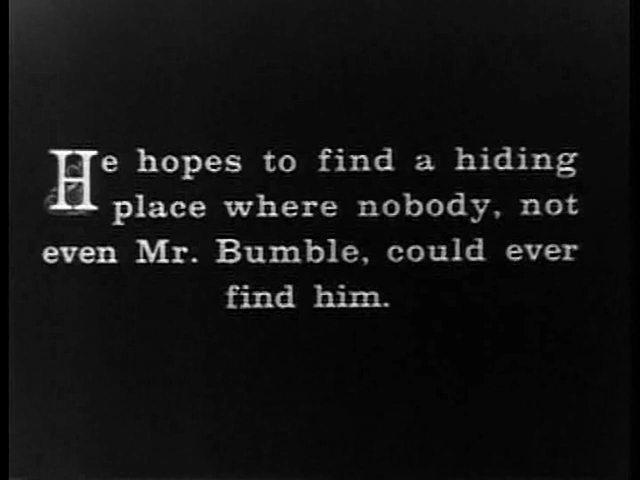 He hopes to find a hiding
place where nobody, not
even Mr. Bumble, could ever
find him.